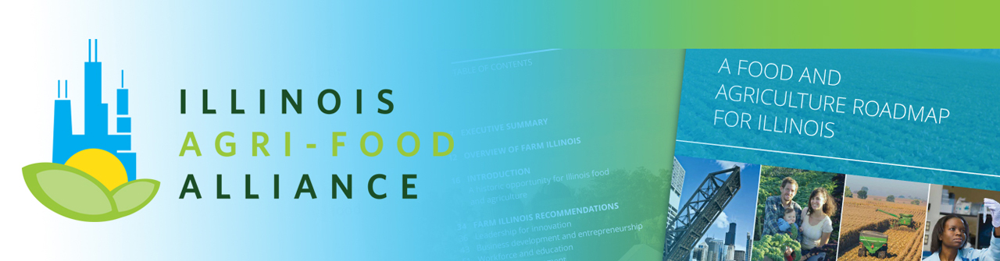 ILLINOIS
AGRI-FOOD
ALLIANCE
TABLE OF CONTENTS
EXECUTIVE SUMMARY
OVERVIEW OF FARM ILLINOIS
INTRODUCTION
A historic opportunity for Illinois food
and agriculture
FARM ILLINOIS RECOMMENDATIONS
Leadership for innovation
Business development and entrepreneurship
Workforce and education
A FOOD AND
AGRICULTURE ROADMAP
FOR ILLINOIS